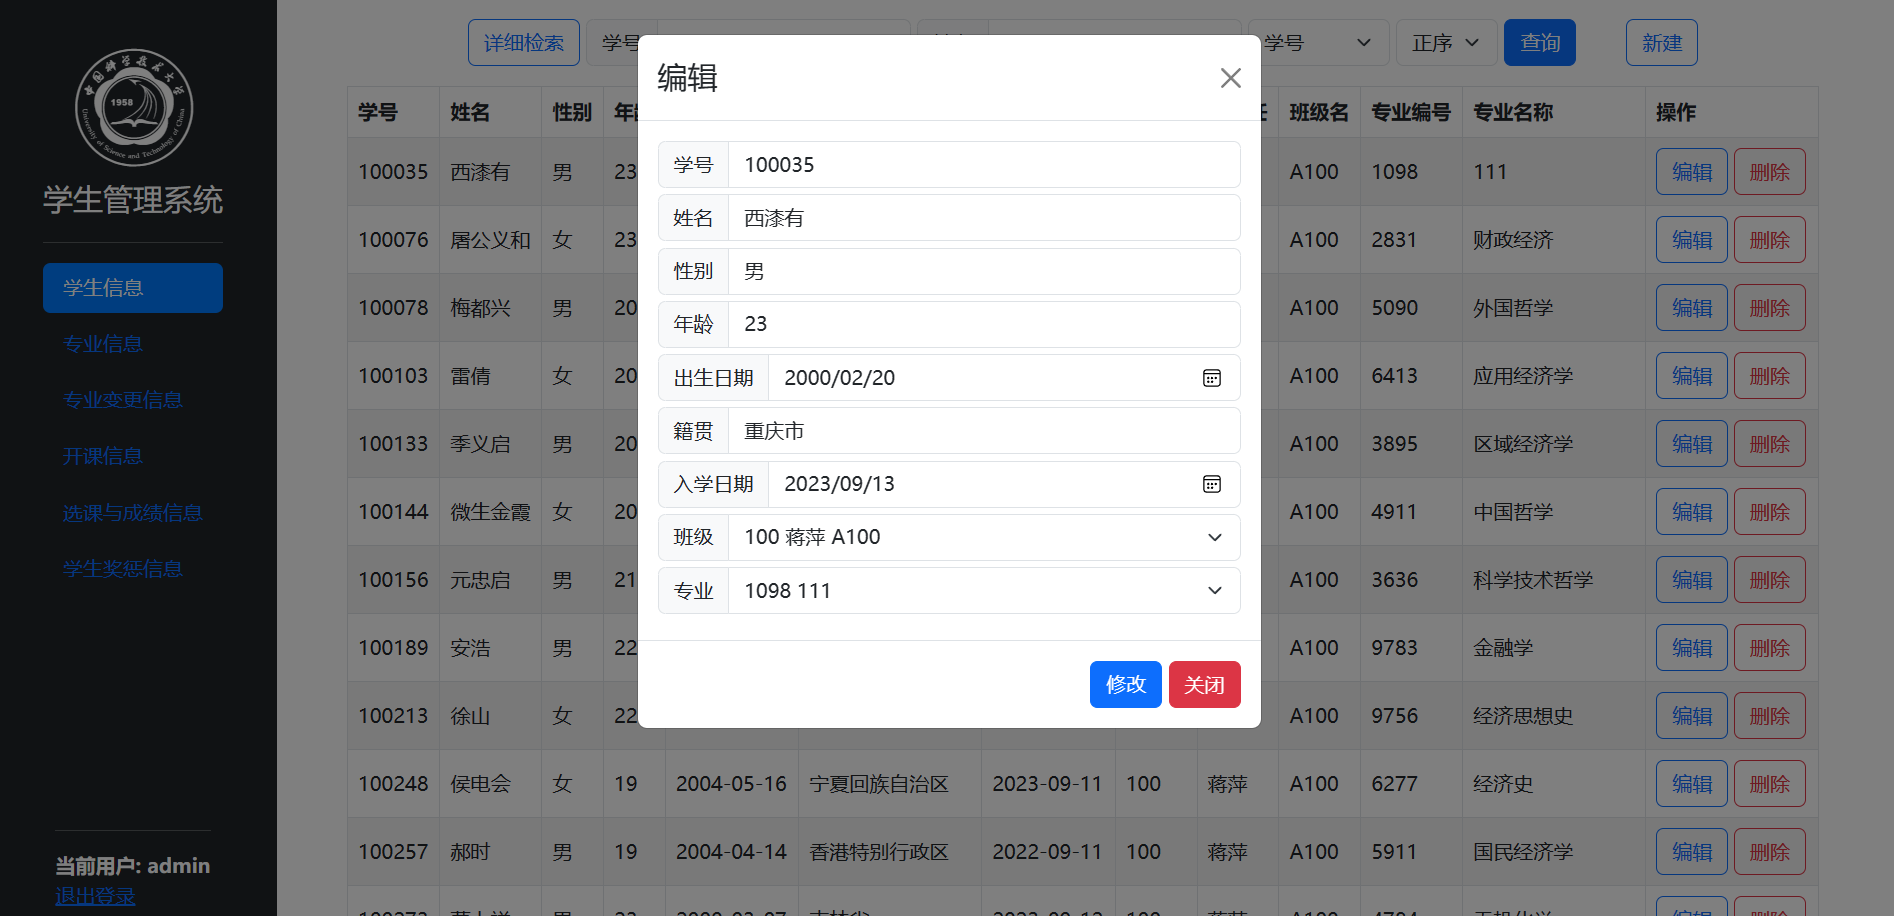 1958
University of Science and Technology of China
学生管理系统
学生信息
专业信息
专业变更信息
开课信息
选课与成绩信息
学生奖惩信息
当前用户: admin
退出登录
详细检索 学号 学号 正序 查询 新建
学号 姓名 性别 班级名 专业编号 专业名称 操作
100035 西漆有 男 23 A100 1098 111 编辑 删除
100076 屠公义和 女 23 A100 2831 财政经济 编辑 删除
100078 梅都兴 男 20 A100 5090 外国哲学 编辑 删除
100103 雷倩 女 20 A100 6413 应用经济学 编辑 删除
100133 季义启 男 20 A100 3895 区域经济学 编辑 删除
100144 微生金霞 女 20 A100 4911 中国哲学 编辑 删除
100156 元忠启 男 21 A100 3636 科学技术哲学 编辑 删除
100189 安浩 男 22 A100 9783 金融学 编辑 删除
100213 徐山 女 22 A100 9756 经济思想史 编辑 删除
100248 侯电会 女 19 2004-05-16 宁夏回族自治区 2023-09-11 100 蒋萍 A100 6277 经济史 编辑 删除
100257 郝时 男 19 2004-04-14 香港特别行政区 2022-09-11 100 蒋萍 A100 5911 国民经济学 编辑 删除
编辑
学号 100035
姓名 西漆有
性别 男
年龄 23
出生日期 2000/02/20
籍贯 重庆市
入学日期 2023/09/13
班级 100 蒋萍 A100
专业 1098 111
修改 关闭